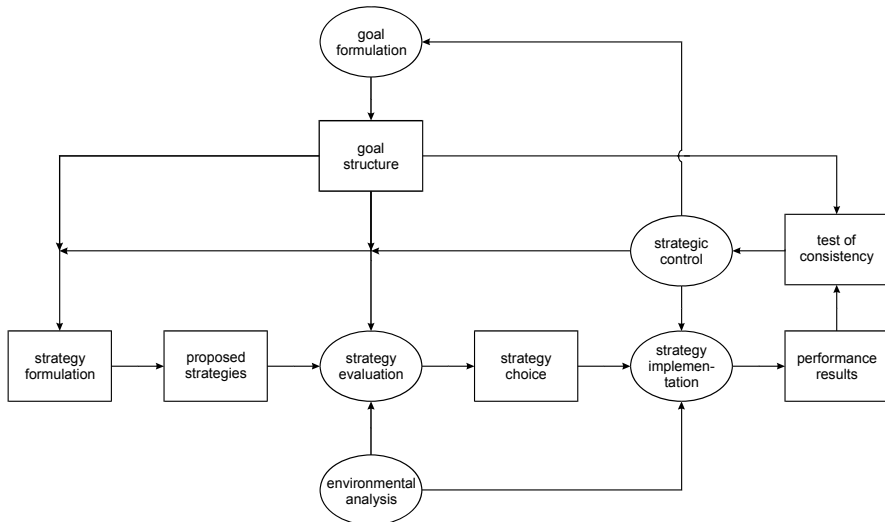 goal
formulation
goal
structure
strategic
control
test of
consistency
strategy
formulation
proposed
strategies
strategy
evaluation
strategy
choice
strategy
implemen-
tation
performance
results
environmental
analysis